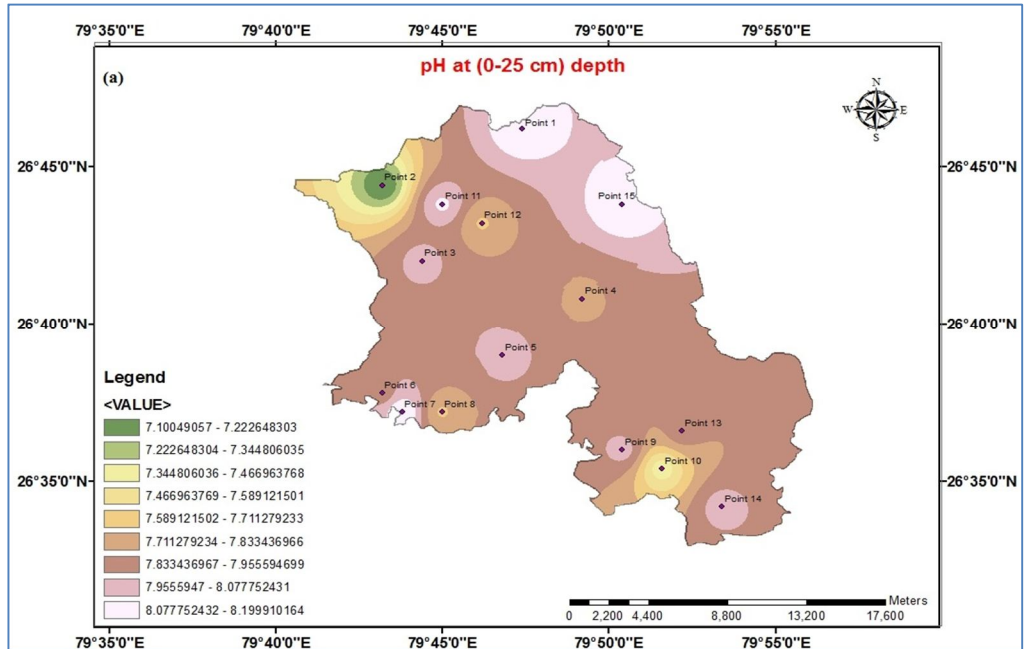 79°35'0"E 79°40'0"E 79°45'0"E 79°50'0"E 79°55'0"E
(a)
pH at (0-25 cm) depth
N
W E
S
26°45'0"N 26°45'0"N
Point 1
Point 2
Point 11
Point 15
Point 12
Point 3
Point 4
26°40'0"N 26°40'0"N
Point 5
Point 6
Point 7 Point 8
Point 13
Point 9
Point 10
26°35'0"N 26°35'0"N
Point 14
Legend
<VALUE>
7.10049057 - 7.222648303
7.222648304 - 7.344806035
7.344806036 - 7.466963768
7.466963769 - 7.589121501
7.589121502 - 7.711279233
7.711279234 - 7.833436966
7.833436967 - 7.955594699
7.9555947 - 8.077752431
8.077752432 - 8.199910164
Meters
0 2,200 4,400 8,800 13,200 17,600
79°35'0"E 79°40'0"E 79°45'0"E 79°50'0"E 79°55'0"E